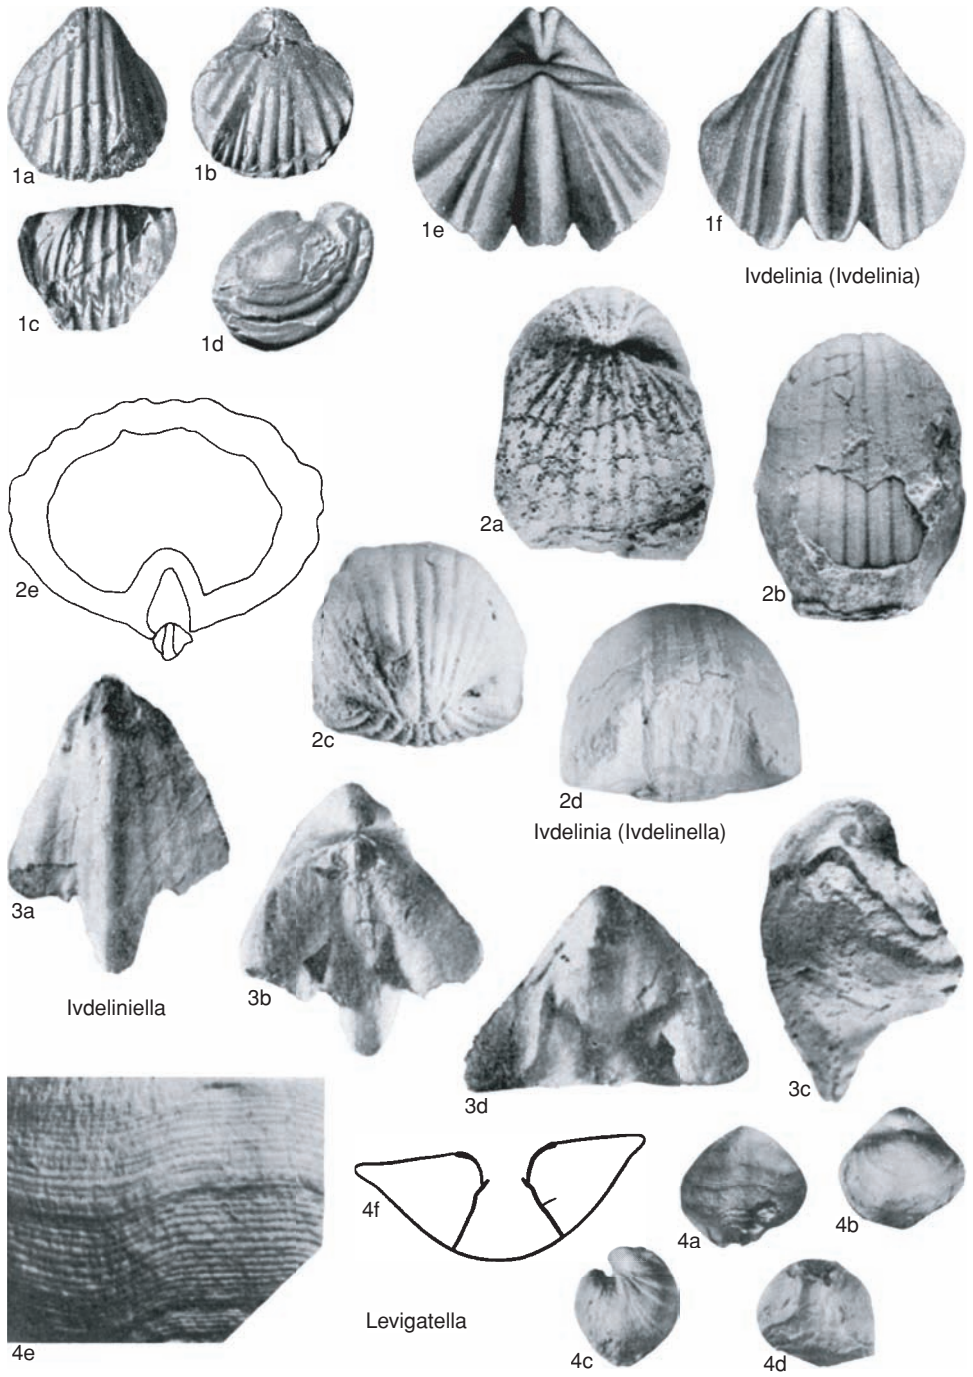 1a
1b
1c
1d
1e
1f
Ivdelinia (Ivdelinia)
2a
2b
2e
2c
2d
Ivdelinia (Ivdelinella)
3a
3b
Ivdeliniella
3d
3c
4f
4a
4b
Levigatella
4e
4c
4d